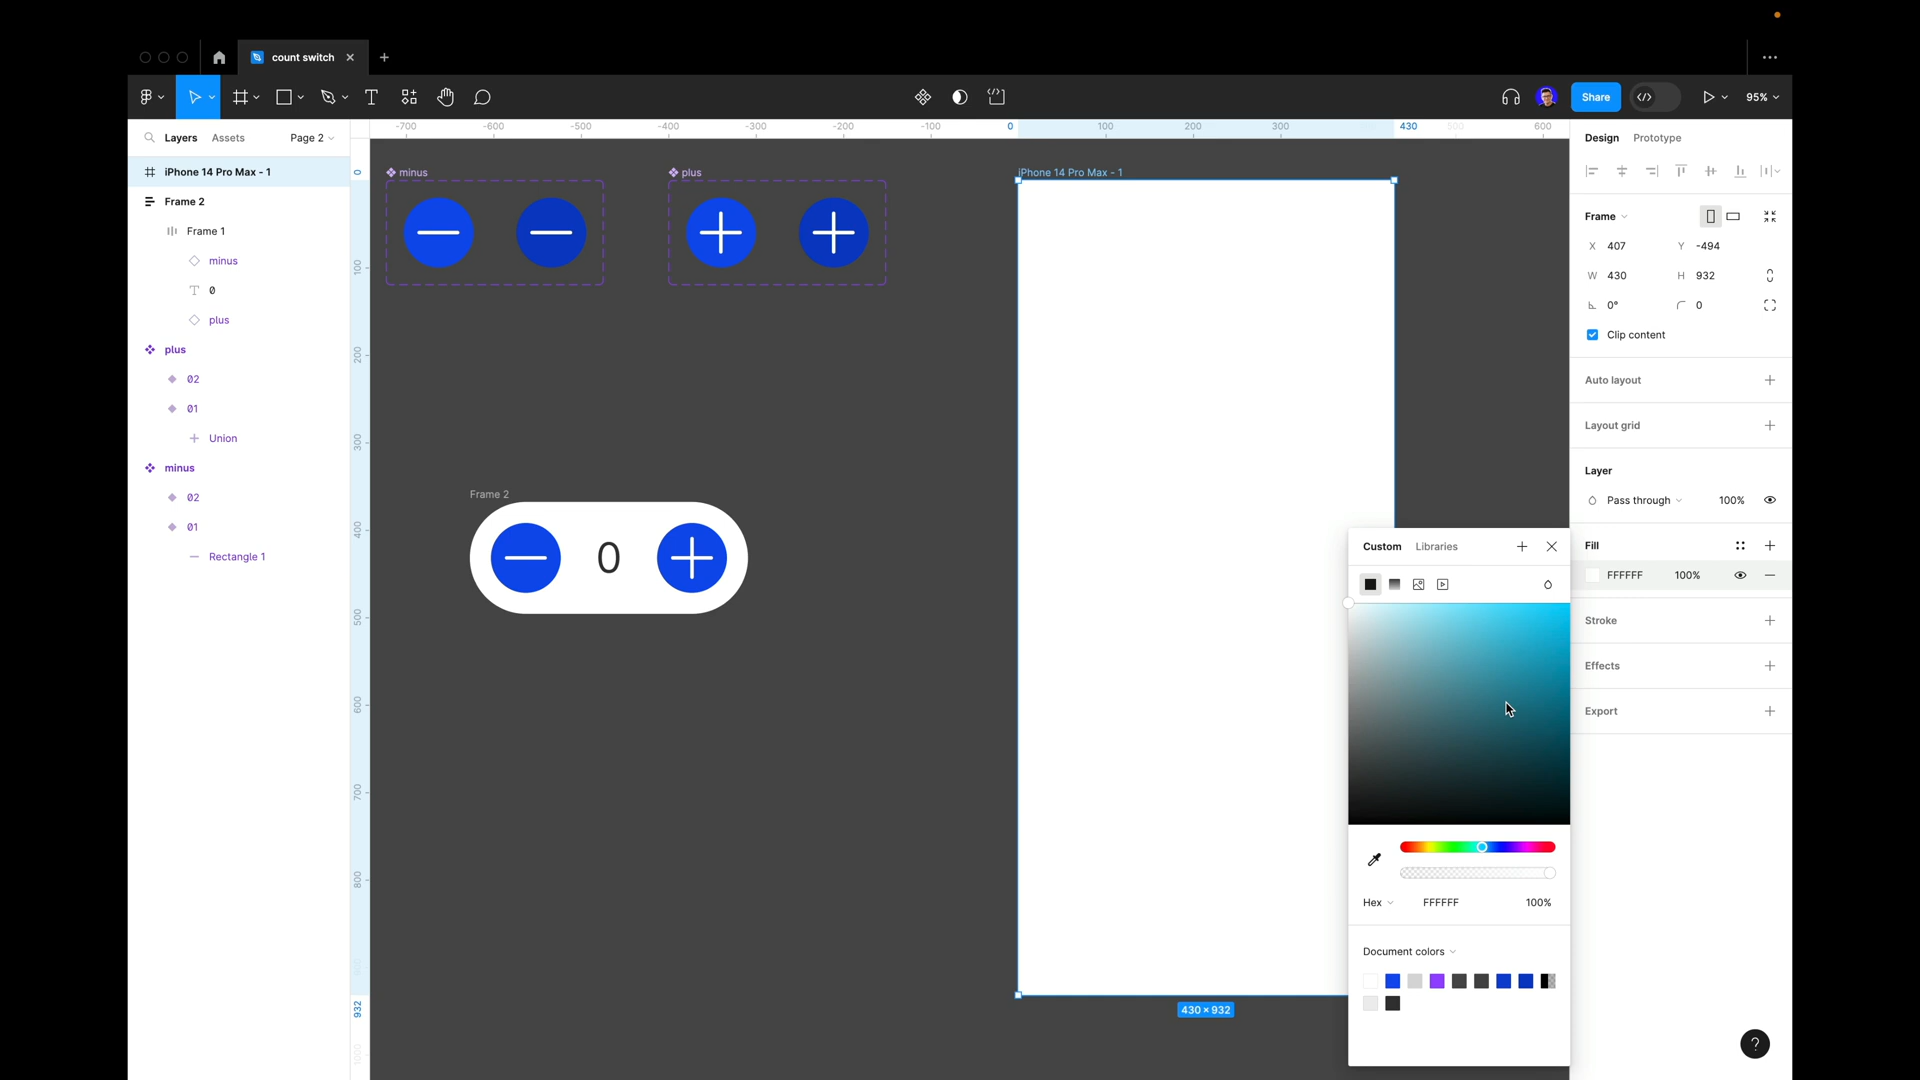 count switch
Share
95%
Layers
Assets
Page 2
iPhone 14 Pro Max - 1
Frame 2
Frame 1
minus
0
plus
plus
02
01
Union
minus
02
01
Rectangle 1
-700
-600
-500
-400
-300
-200
-100
0
100
200
300
430
500
600
0
100
200
300
400
500
600
700
800
900
932
1000
minus
plus
iPhone 14 Pro Max - 1
Frame 2
0
430 × 932
Custom
Libraries
Hex
FFFFFF
100%
Document colors
Design
Prototype
Frame
X 407
Y -494
W 430
H 932
0°
0
Clip content
Auto layout
Layout grid
Layer
Pass through
100%
Fill
FFFFFF
100%
Stroke
Effects
Export
?